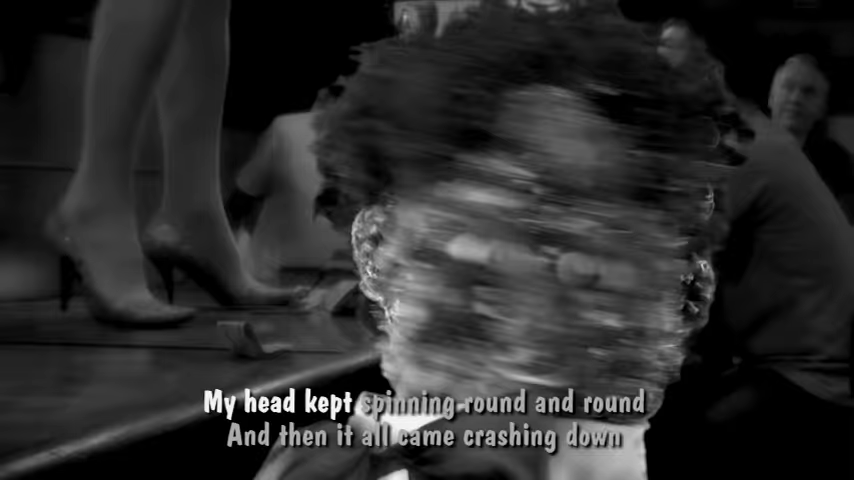 My head kept spinning round and round
And then it all came crashing down